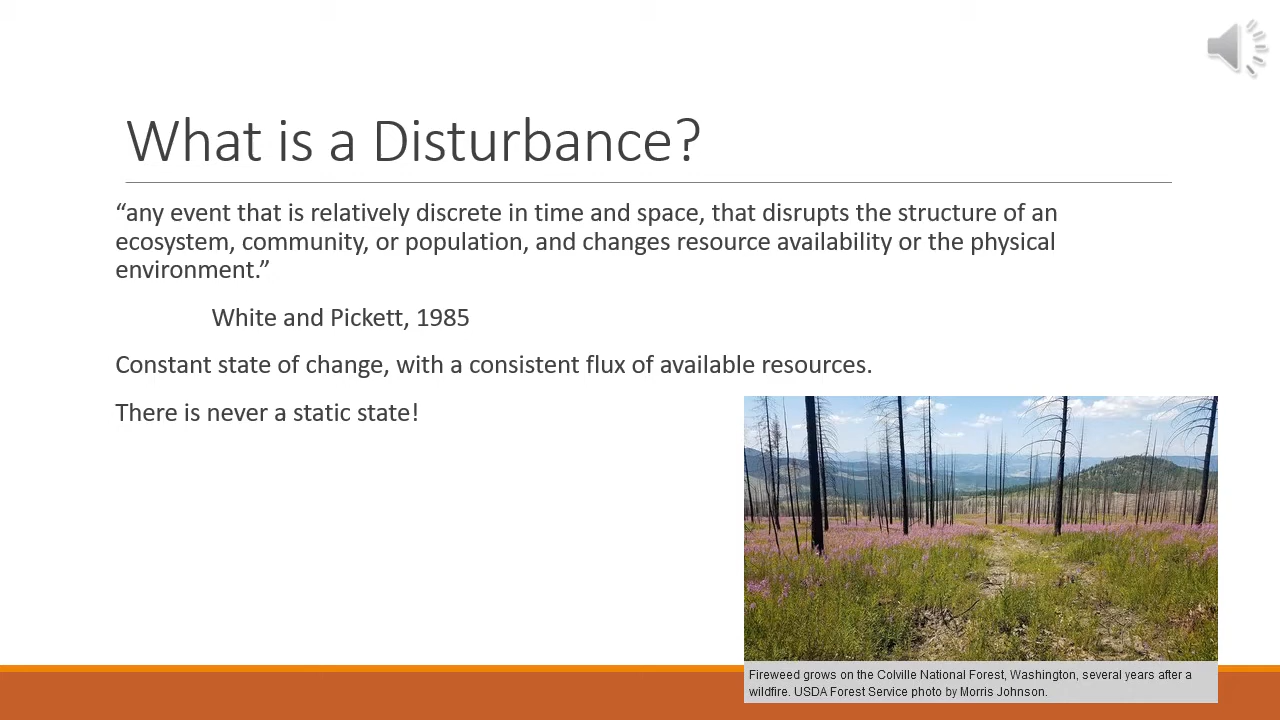 What is a Disturbance?
“any event that is relatively discrete in time and space, that disrupts the structure of an
ecosystem, community, or population, and changes resource availability or the physical
environment.”
White and Pickett, 1985
Constant state of change, with a consistent flux of available resources.
There is never a static state!
Fireweed grows on the Colville National Forest, Washington, several years after a
wildfire. USDA Forest Service photo by Morris Johnson.